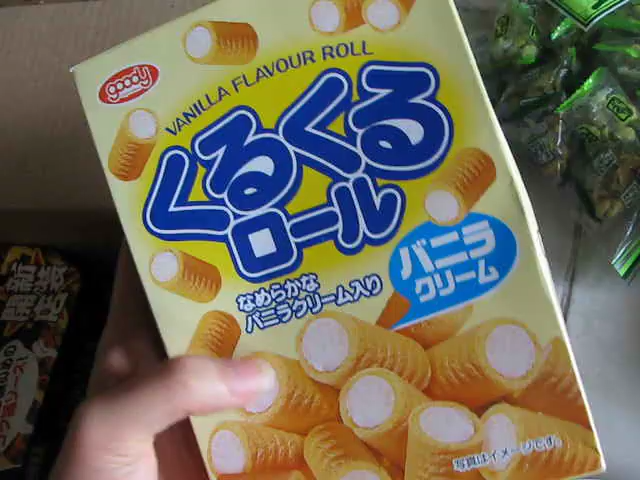 goody
VANILLA FLAVOUR ROLL
くるくる
ロール
バニラ
クリーム
なめらかな
バニラクリーム入り
写真はイメージです。